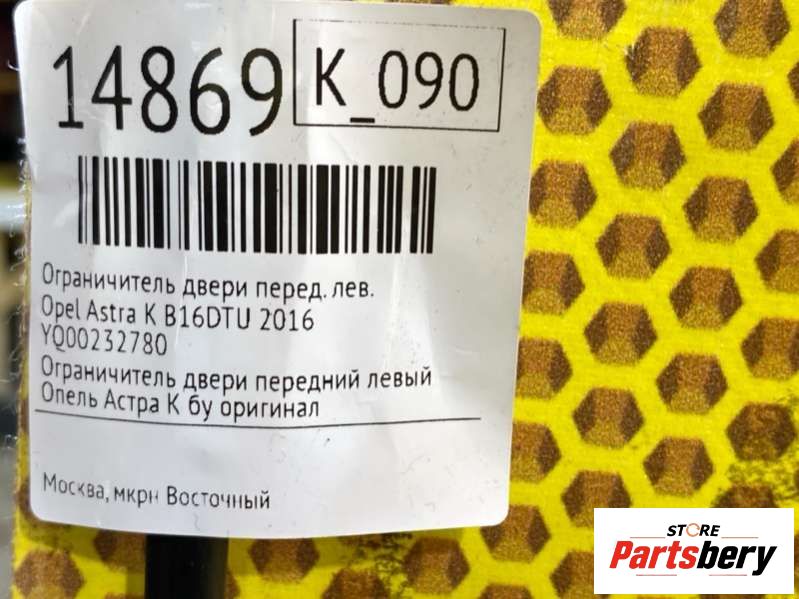 14869 K_090
Ограничитель двери перед. лев.
Opel Astra K B16DTU 2016
YQ00232780
Ограничитель двери передний левый
Опель Астра К бу оригинал
Москва, мкрн Восточный
STORE
Partsbery